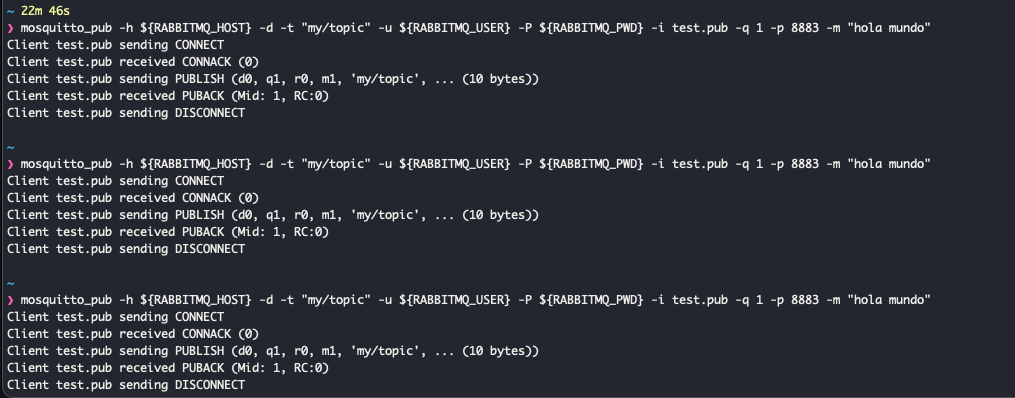 ~ 22m 46s
❯ mosquitto_pub -h ${RABBITMQ_HOST} -d -t "my/topic" -u ${RABBITMQ_USER} -P ${RABBITMQ_PWD} -i test.pub -q 1 -p 8883 -m "hola mundo"
Client test.pub sending CONNECT
Client test.pub received CONNACK (0)
Client test.pub sending PUBLISH (d0, q1, r0, m1, 'my/topic', ... (10 bytes))
Client test.pub received PUBACK (Mid: 1, RC:0)
Client test.pub sending DISCONNECT
~
❯ mosquitto_pub -h ${RABBITMQ_HOST} -d -t "my/topic" -u ${RABBITMQ_USER} -P ${RABBITMQ_PWD} -i test.pub -q 1 -p 8883 -m "hola mundo"
Client test.pub sending CONNECT
Client test.pub received CONNACK (0)
Client test.pub sending PUBLISH (d0, q1, r0, m1, 'my/topic', ... (10 bytes))
Client test.pub received PUBACK (Mid: 1, RC:0)
Client test.pub sending DISCONNECT
~
❯ mosquitto_pub -h ${RABBITMQ_HOST} -d -t "my/topic" -u ${RABBITMQ_USER} -P ${RABBITMQ_PWD} -i test.pub -q 1 -p 8883 -m "hola mundo"
Client test.pub sending CONNECT
Client test.pub received CONNACK (0)
Client test.pub sending PUBLISH (d0, q1, r0, m1, 'my/topic', ... (10 bytes))
Client test.pub received PUBACK (Mid: 1, RC:0)
Client test.pub sending DISCONNECT